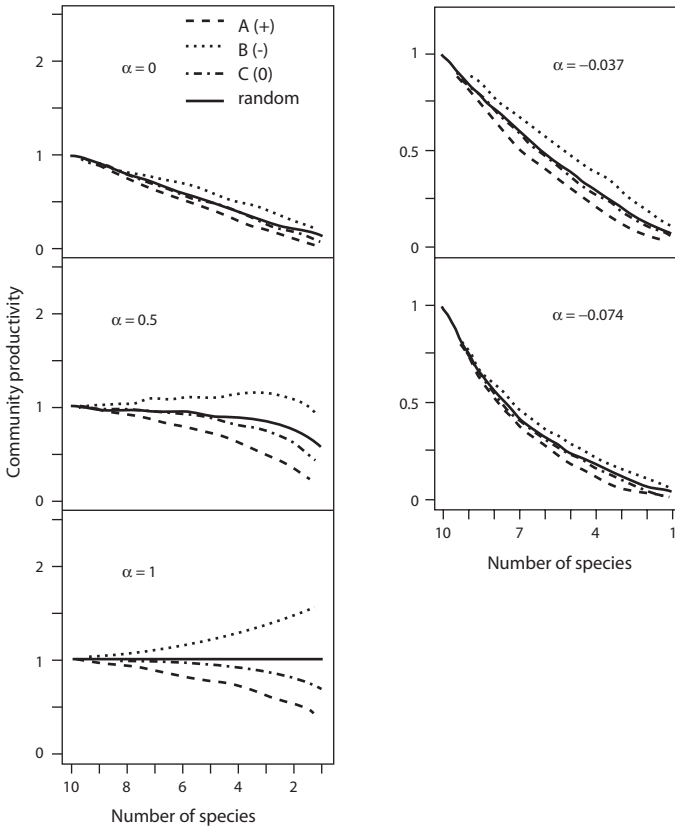 A (+)
B (-)
C (0)
random
α = 0
2
1
0
α = 0.5
2
1
0
α = 1
2
1
0
10 8 6 4 2
Number of species
Community productivity
α = −0.037
1
0.5
0
α = −0.074
1
0.5
0
10 7 4 1
Number of species